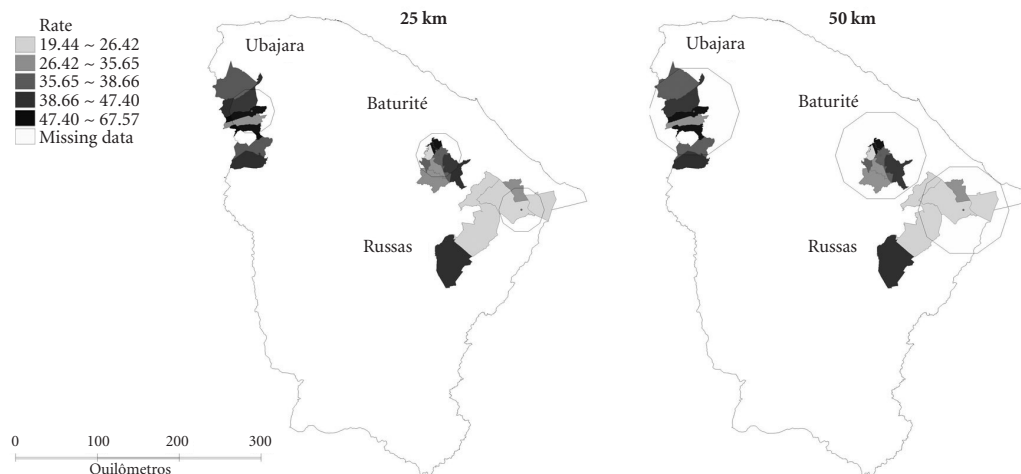 25 km
50 km
Rate
19.44 ~ 26.42
26.42 ~ 35.65
35.65 ~ 38.66
38.66 ~ 47.40
47.40 ~ 67.57
Missing data
Ubajara
Baturité
Russas
Ubajara
Baturité
Russas
0 100 200 300
Quilômetros